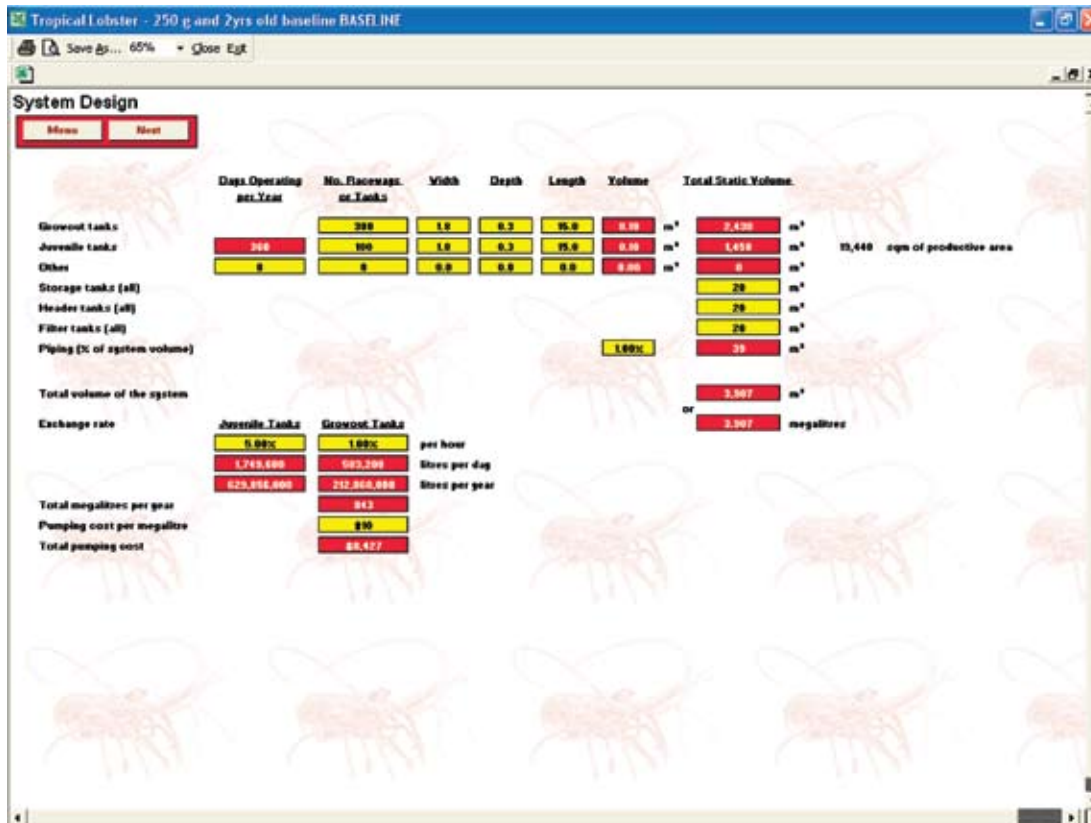 Tropical Lobster - 250 g and 2yrs old baseline BASELINE
Save As... 65% Close Exit
System Design
Menu Next
Days Operating per Year No. Raceways or Tanks Width Depth Length Volume Total Static Volume
Growout tanks 300 1.8 0.3 15.0 8.10 m³ 2,430 m³
Juvenile tanks 360 180 1.8 0.3 15.0 8.10 m³ 1,458 m³ 19,440 sqm of productive area
Other 0 0 0.0 0.0 0.0 0.00 m³ 0 m³
Storage tanks (all) 20 m³
Header tanks (all) 20 m³
Filter tanks (all) 20 m³
Piping (% of system volume) 1.00% 39 m³
Total volume of the system 3,987 m³
or
Exchange rate Juvenile Tanks Growout Tanks 3.987 megalitres
5.00% 1.00% per hour
1,749,600 583,200 litres per day
629,856,000 212,868,000 litres per year
Total megalitres per year 843
Pumping cost per megalitre $10
Total pumping cost $8,427